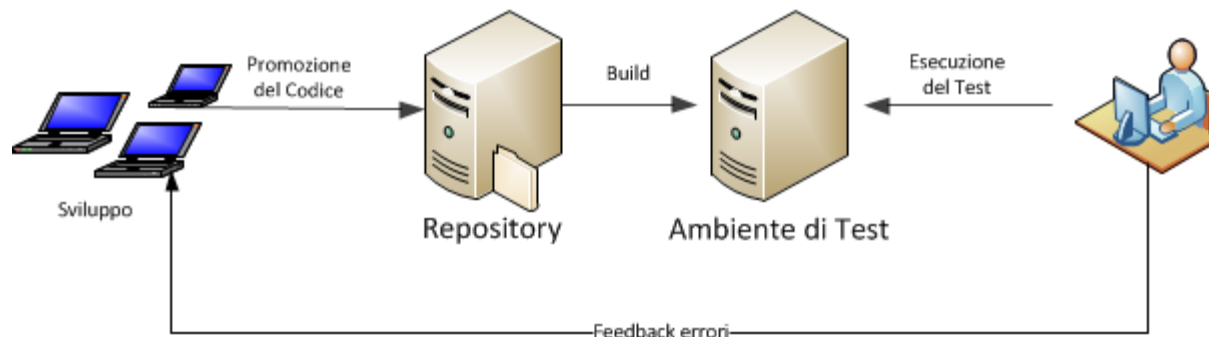 Promozione
del Codice
Build
Esecuzione
del Test
Sviluppo
Repository
Ambiente di Test
Feedback errori